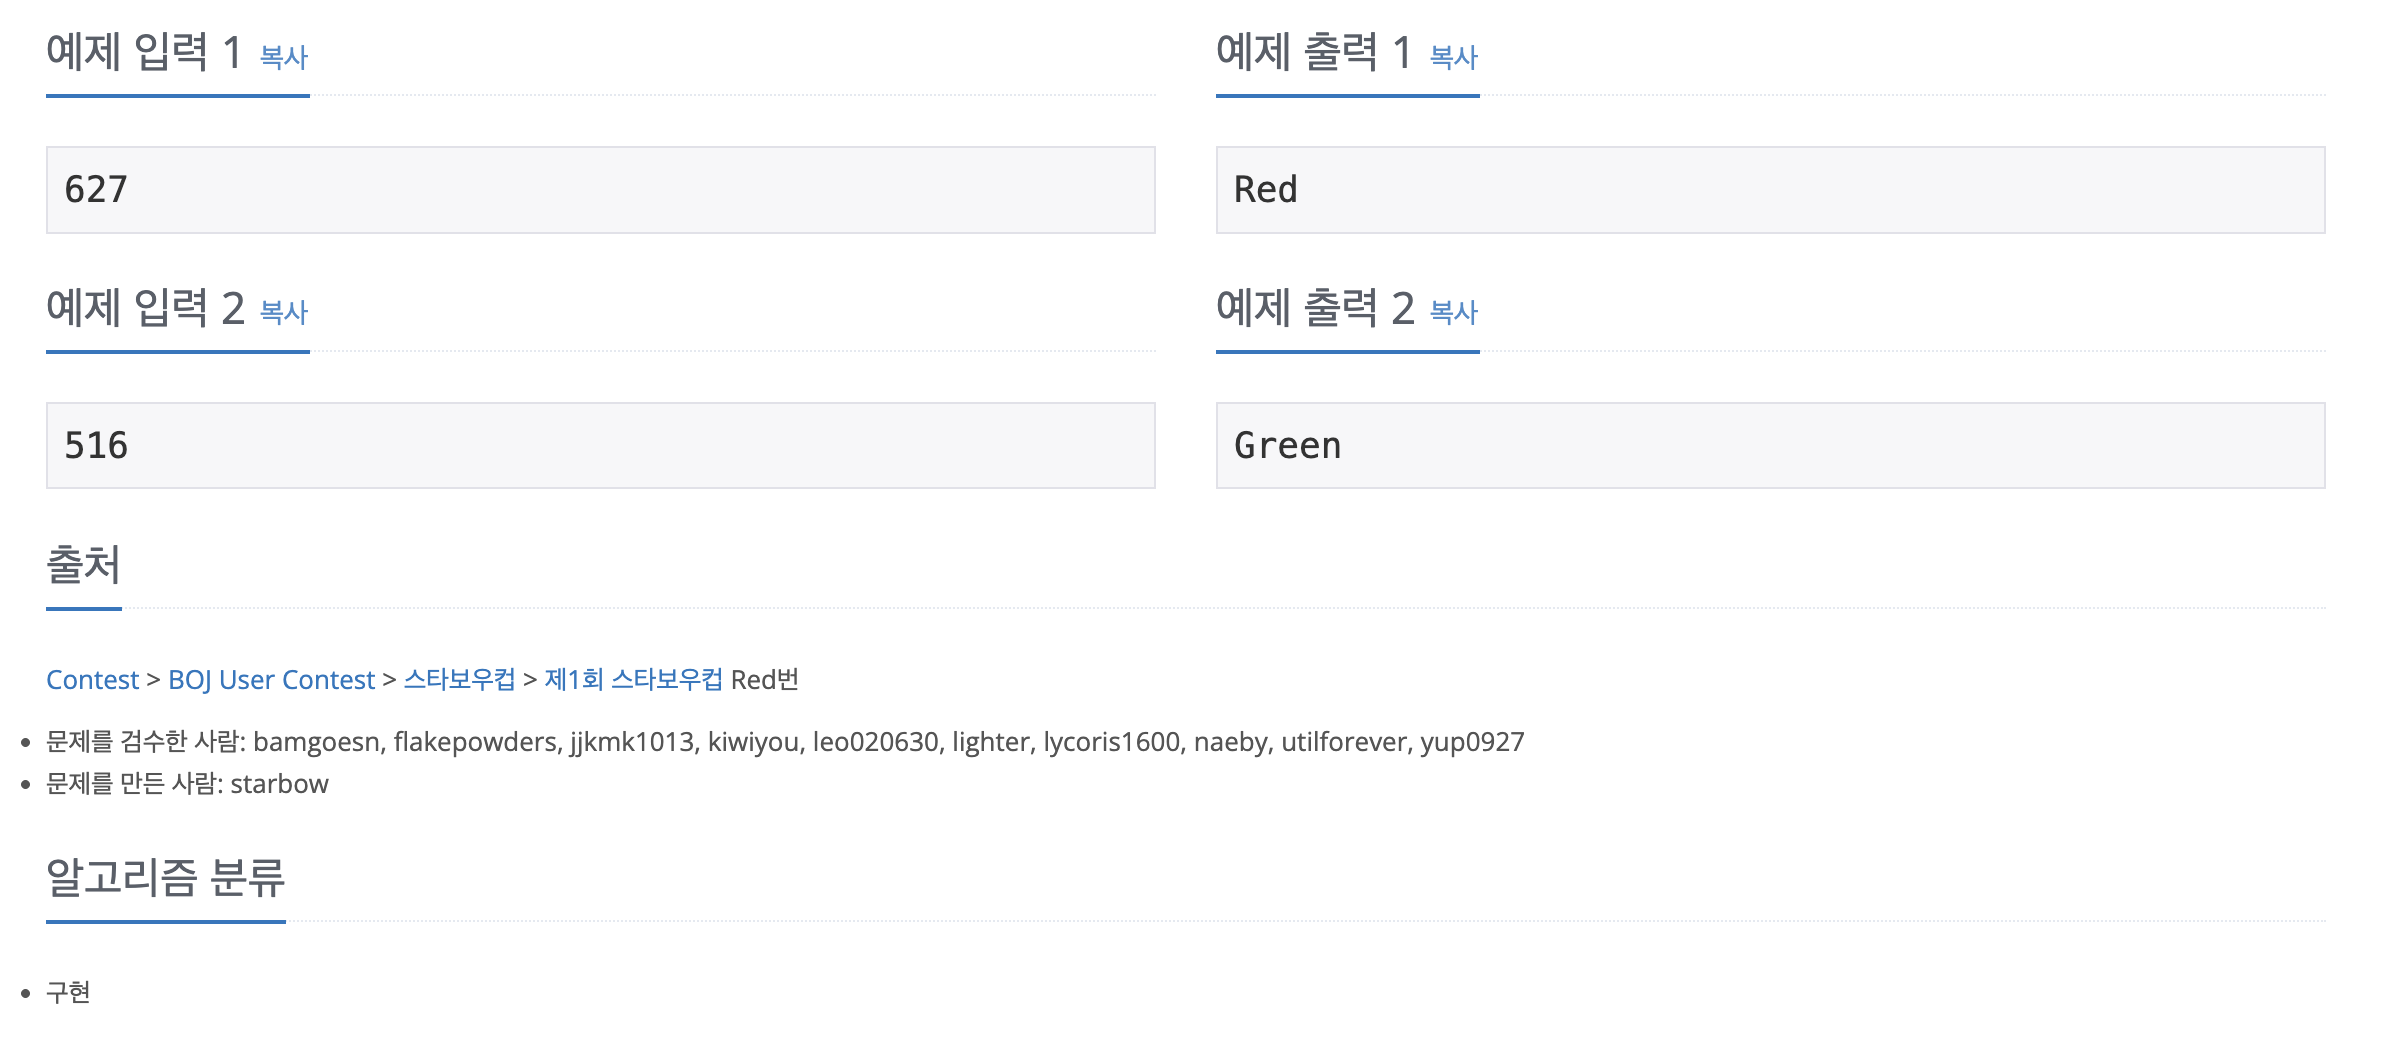 예제 입력 1 복사
예제 출력 1 복사
627
Red
예제 입력 2 복사
예제 출력 2 복사
516
Green
출처
Contest > BOJ User Contest > 스타보우컵 > 제1회 스타보우컵 Red번
문제를 검수한 사람: bamgoesn, flakepowders, jjkmk1013, kiwiyou, leo020630, lighter, lycoris1600, naeby, utilforever, yup0927
문제를 만든 사람: starbow
알고리즘 분류
구현